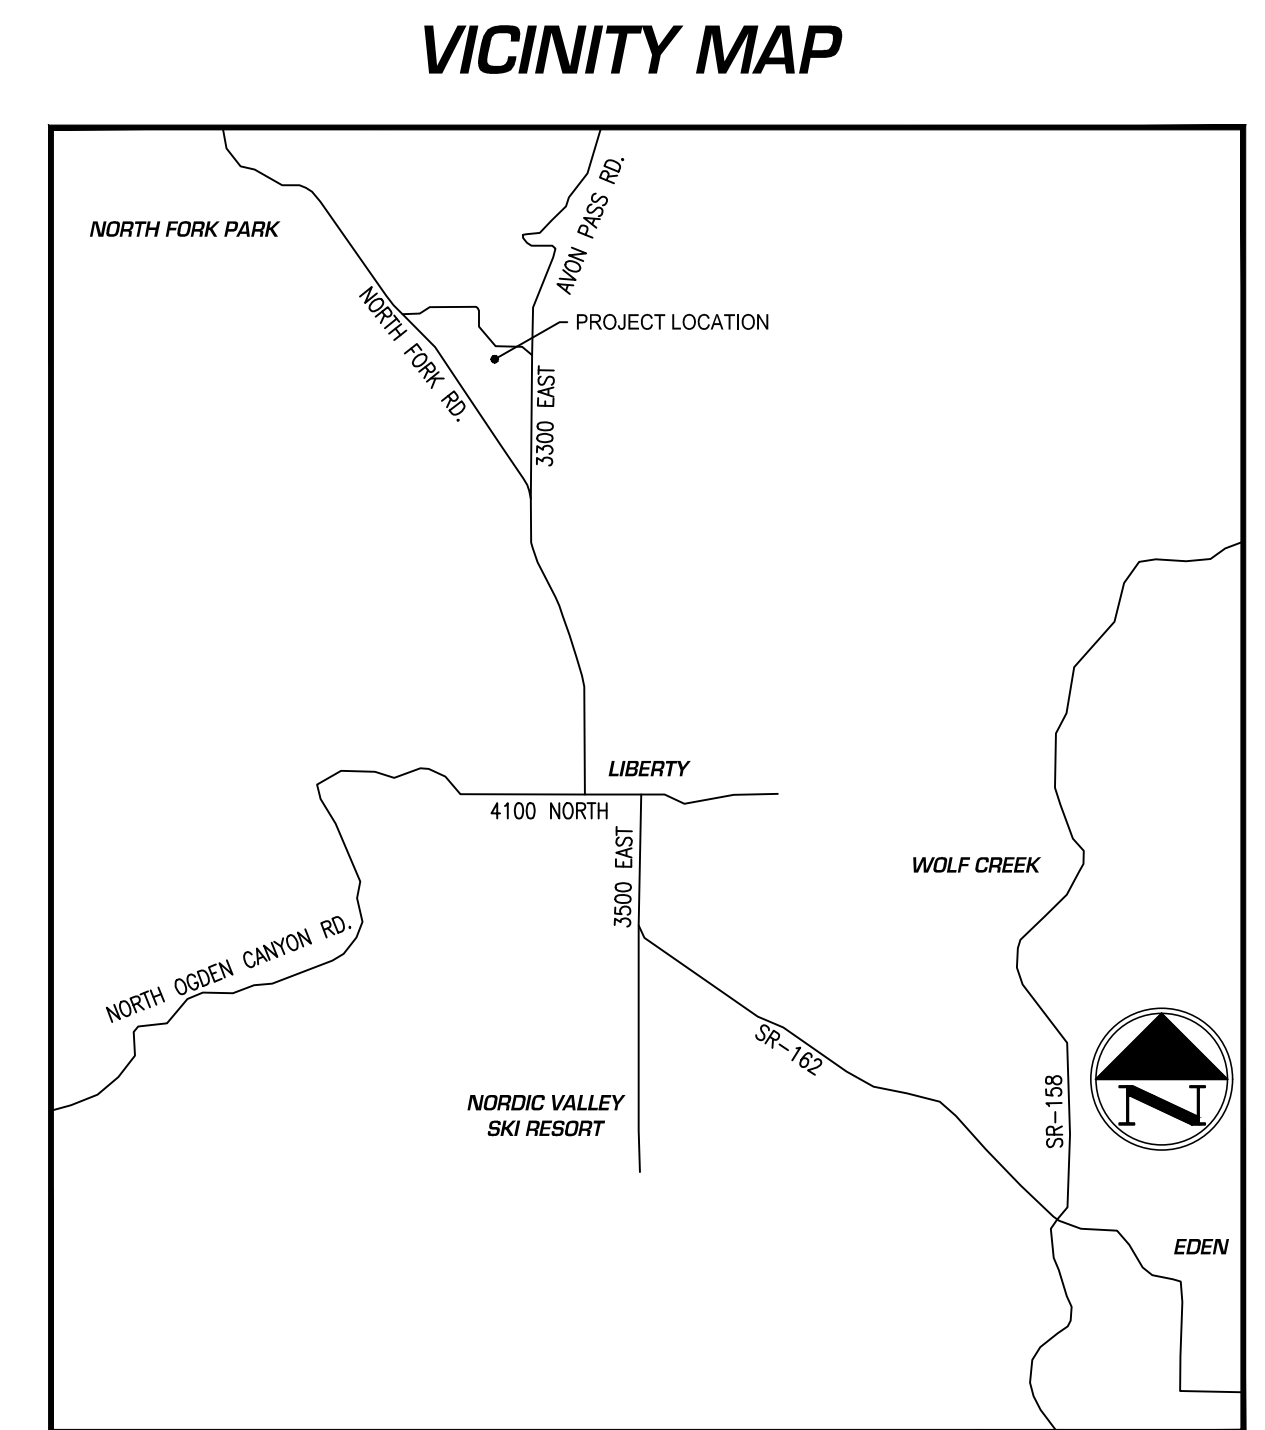 VICINITY MAP
NORTH FORK PARK
AVON PASS RD.
NORTH FORK RD.
PROJECT LOCATION
3300 EAST
LIBERTY
4100 NORTH
3500 EAST
WOLF CREEK
NORTH OGDEN CANYON RD.
SR-162
SR-158
N
NORDIC VALLEY
SKI RESORT
EDEN